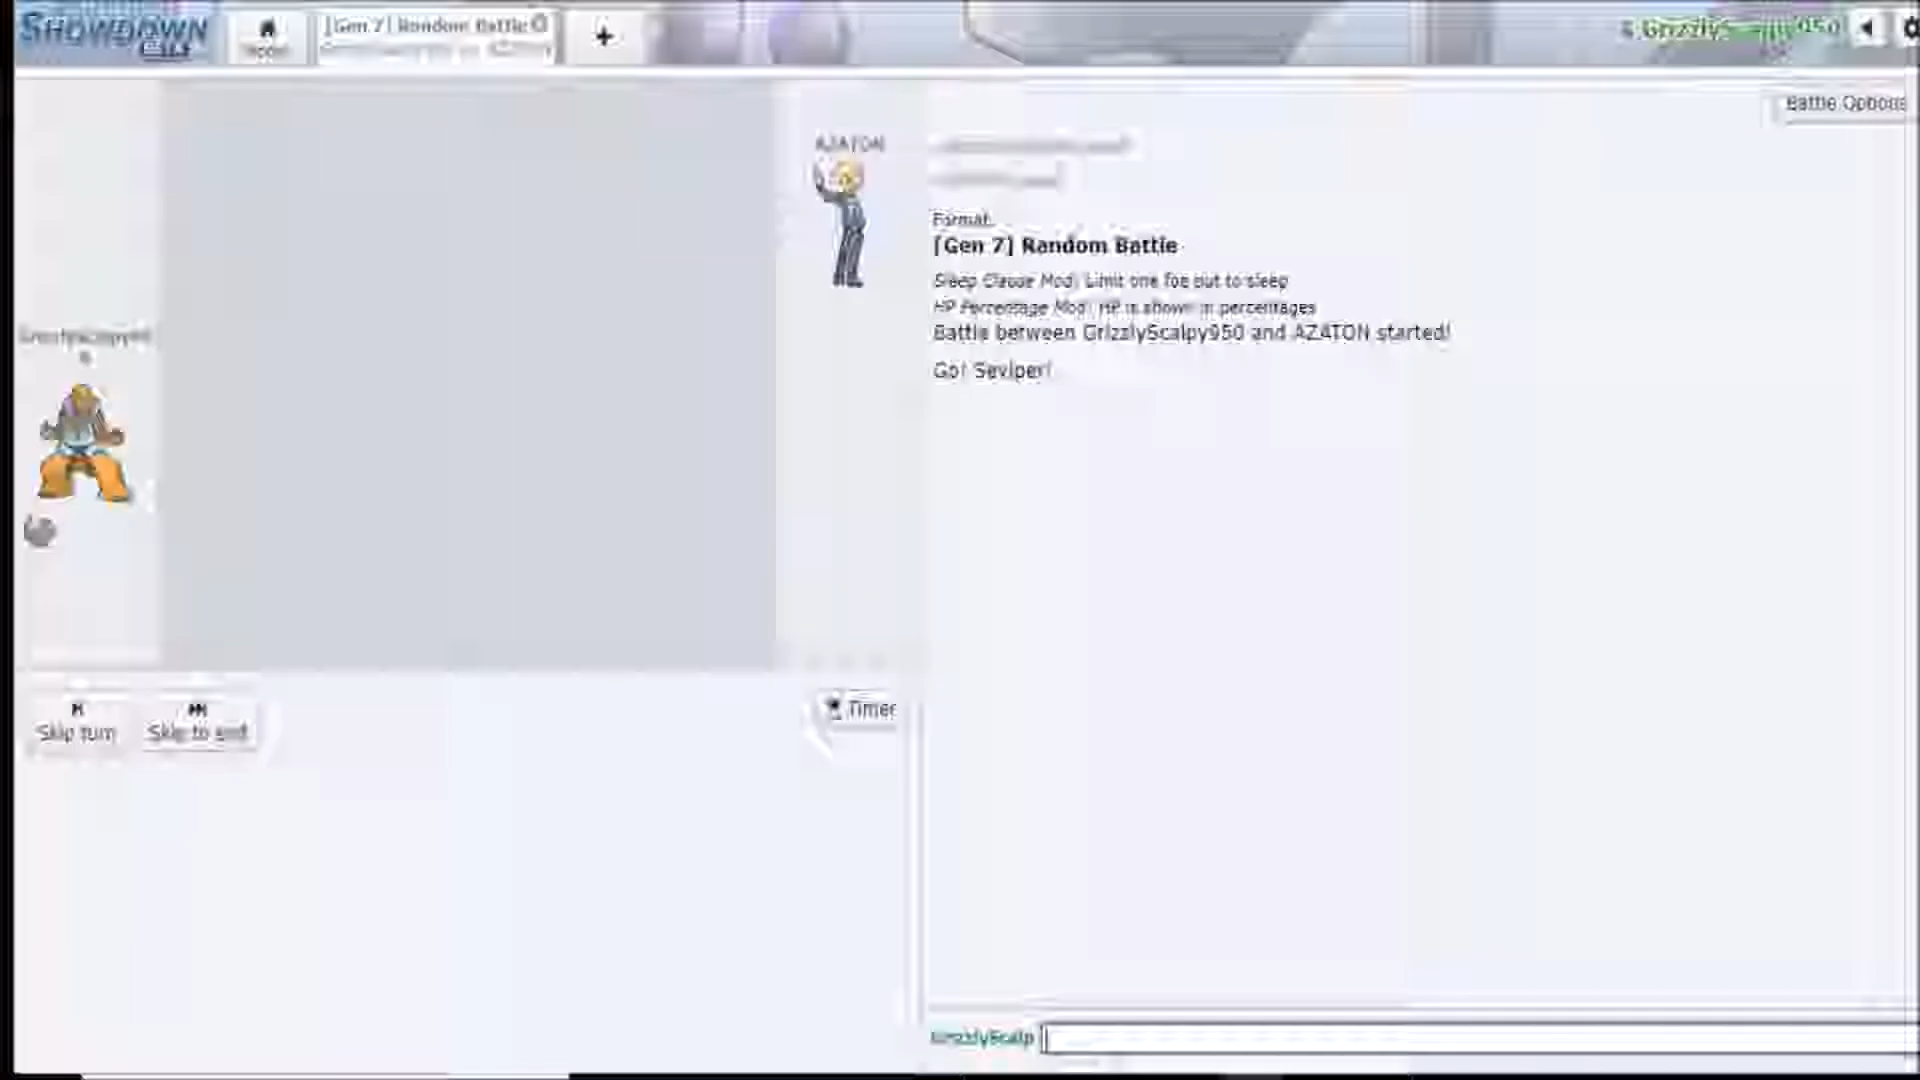 SHOWDOWN
[Gen 7] Random Battle
Battle Options
AZATON
Format:
[Gen 7] Random Battle
Sleep Clause Mod: Limit one foe put to sleep
HP Percentage Mod: HP is shown in percentages
Battle between GrizzlyScalpy950 and AZ4TON started!
Go! Seviper!
Skip turn
Skip to end
Timer
GrizzlyScalp